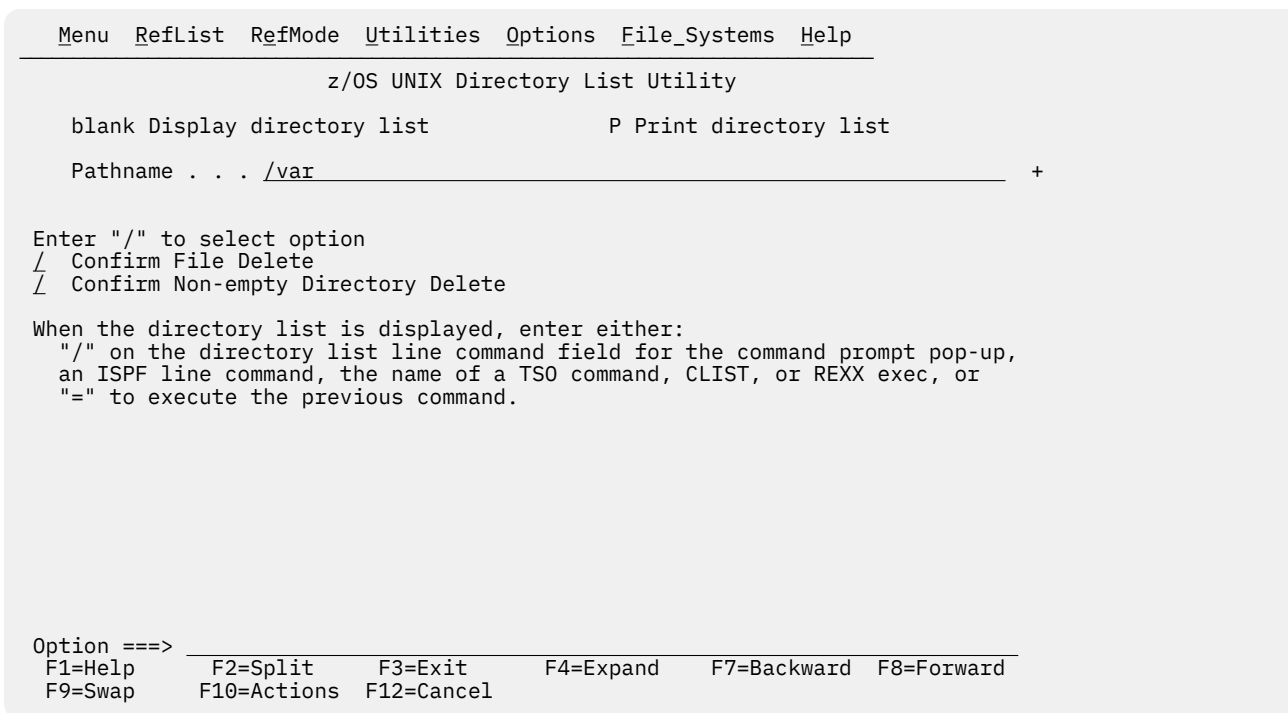 Menu RefList RefMode Utilities Options File_Systems Help
z/OS UNIX Directory List Utility
blank Display directory list P Print directory list
Pathname . . . /var +
Enter "/" to select option
/ Confirm File Delete
/ Confirm Non-empty Directory Delete
When the directory list is displayed, enter either:
"/" on the directory list line command field for the command prompt pop-up,
an ISPF line command, the name of a TSO command, CLIST, or REXX exec, or
"=" to execute the previous command.
Option ===>
F1=Help F2=Split F3=Exit F4=Expand F7=Backward F8=Forward
F9=Swap F10=Actions F12=Cancel